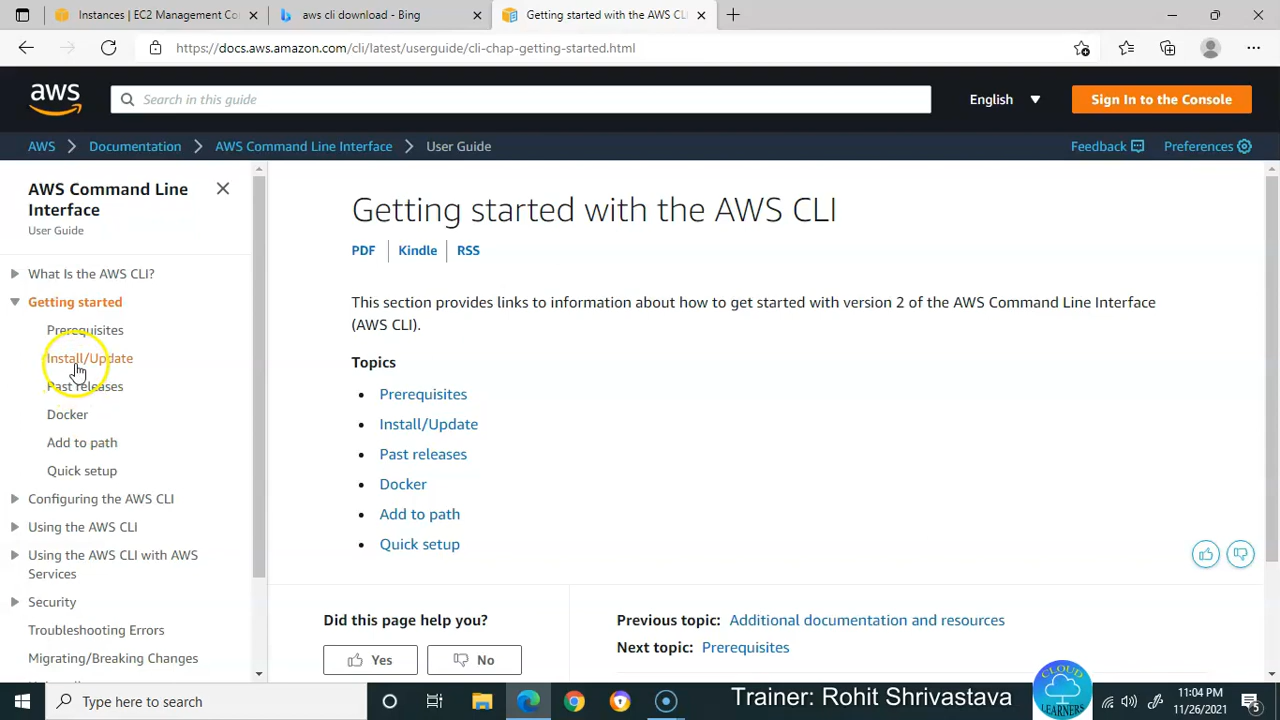 Instances | EC2 Management Co
aws cli download - Bing
Getting started with the AWS CLI
https://docs.aws.amazon.com/cli/latest/userguide/cli-chap-getting-started.html
aws
Search in this guide
English
Sign In to the Console
AWS
Documentation
AWS Command Line Interface
User Guide
Feedback
Preferences
AWS Command Line
Interface
User Guide
What Is the AWS CLI?
Getting started
Prerequisites
Install/Update
Past releases
Docker
Add to path
Quick setup
Configuring the AWS CLI
Using the AWS CLI
Using the AWS CLI with AWS
Services
Security
Troubleshooting Errors
Migrating/Breaking Changes
Getting started with the AWS CLI
PDF
Kindle
RSS
This section provides links to information about how to get started with version 2 of the AWS Command Line Interface
(AWS CLI).
Topics
Prerequisites
Install/Update
Past releases
Docker
Add to path
Quick setup
Did this page help you?
Yes
No
Previous topic: Additional documentation and resources
Next topic: Prerequisites
Type here to search
Trainer: Rohit Shrivastava
CLOUD
LEARNERS
11:04 PM
11/26/2021
5